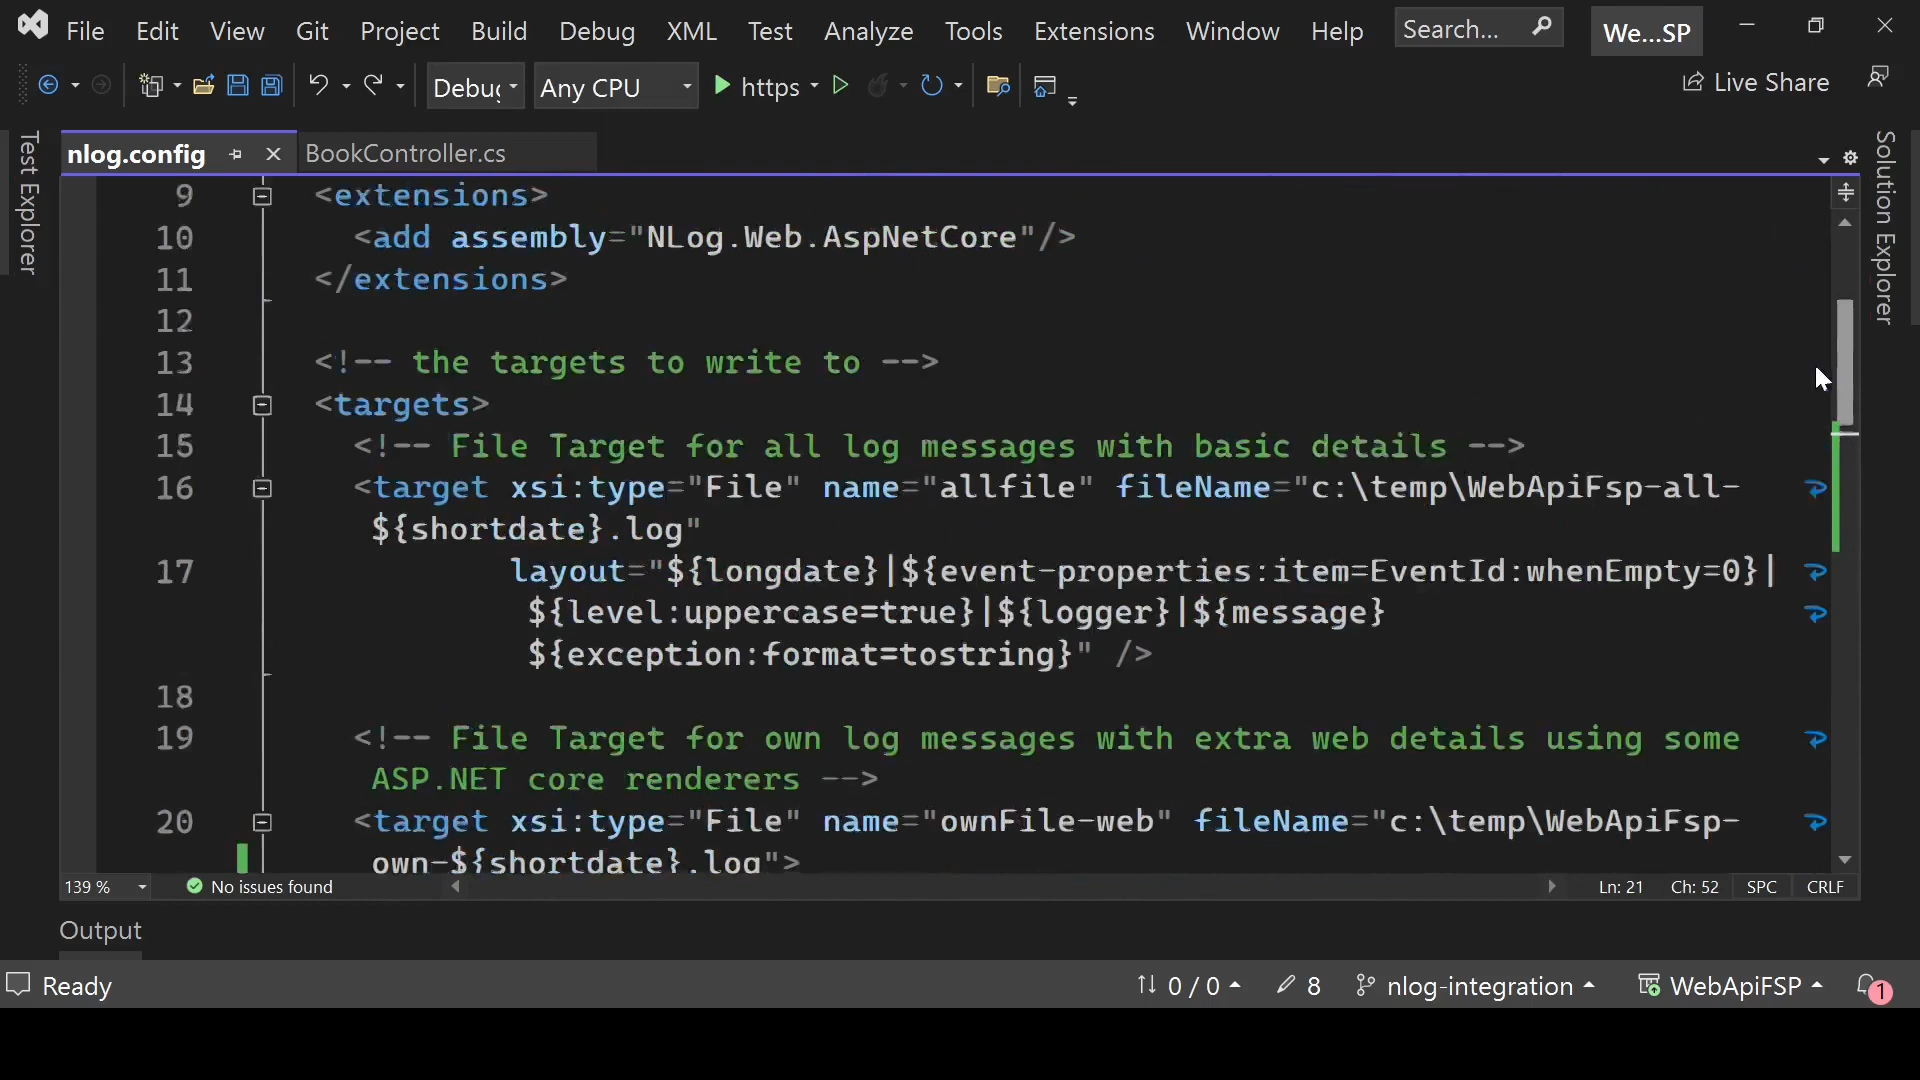 File Edit View Git Project Build Debug XML Test Analyze Tools Extensions Window Help Search... We...SP
Debug Any CPU https Live Share
Test Explorer
nlog.config BookController.cs
Solution Explorer
9 <extensions>
10 <add assembly="NLog.Web.AspNetCore"/>
11 </extensions>
12
13 <!-- the targets to write to -->
14 <targets>
15 <!-- File Target for all log messages with basic details -->
16 <target xsi:type="File" name="allfile" fileName="c:\temp\WebApiFsp-all-
${shortdate}.log"
17 layout="${longdate}|${event-properties:item=EventId:whenEmpty=0}|
${level:uppercase=true}|${logger}|${message}
${exception:format=tostring}" />
18
19 <!-- File Target for own log messages with extra web details using some
ASP.NET core renderers -->
20 <target xsi:type="File" name="ownFile-web" fileName="c:\temp\WebApiFsp-
own-${shortdate}.log">
139 % No issues found Ln: 21 Ch: 52 SPC CRLF
Output
Ready 0 / 0 8 nlog-integration WebApiFSP 1